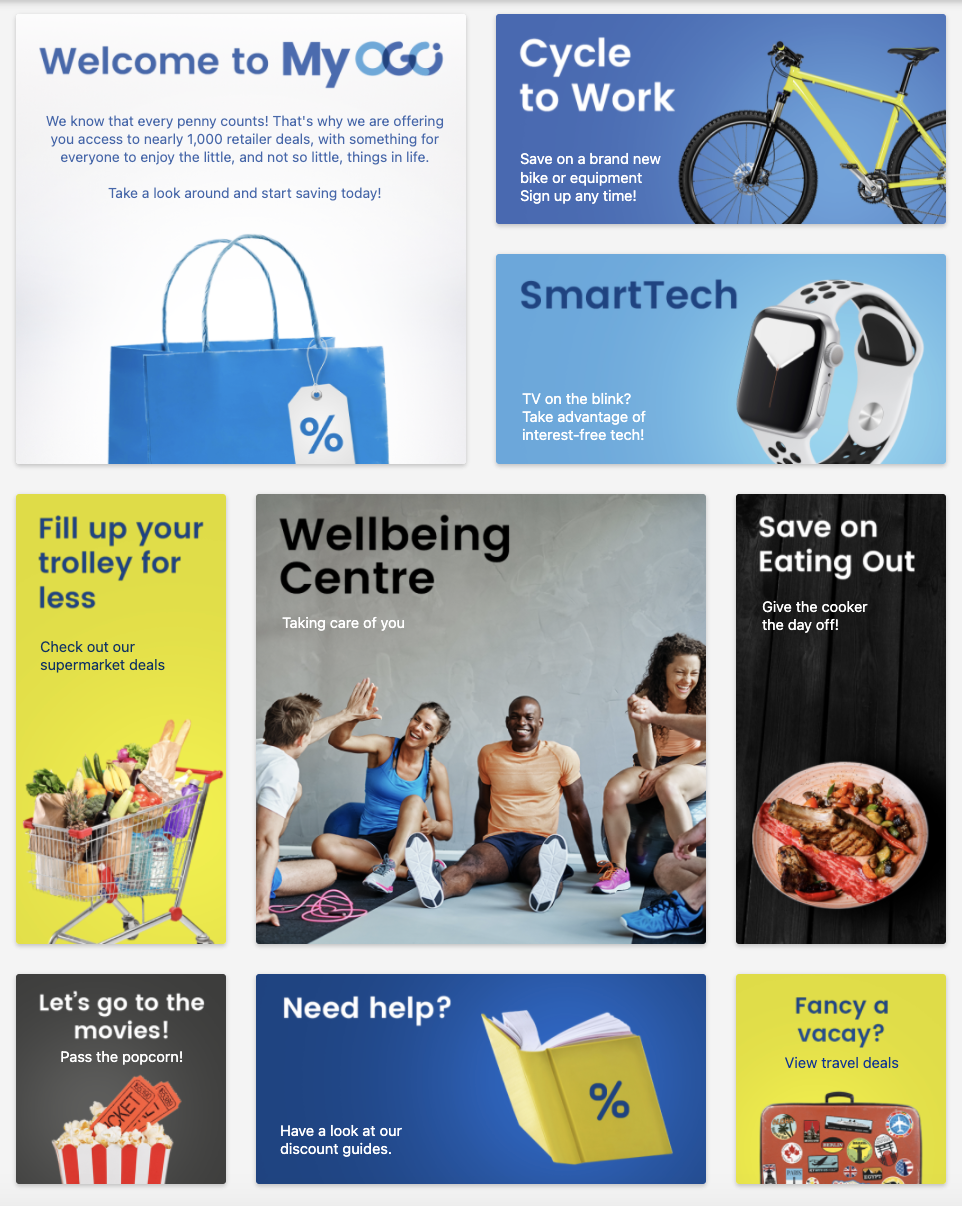 Welcome to My OGO
We know that every penny counts! That's why we are offering
you access to nearly 1,000 retailer deals, with something for
everyone to enjoy the little, and not so little, things in life.
Take a look around and start saving today!
%
Cycle
to Work
Save on a brand new
bike or equipment
Sign up any time!
SmartTech
TV on the blink?
Take advantage of
interest-free tech!
Fill up your
trolley for
less
Check out our
supermarket deals
Wellbeing
Centre
Taking care of you
Save on
Eating Out
Give the cooker
the day off!
Let's go to the
movies!
Pass the popcorn!
Need help?
Have a look at our
discount guides.
%
Fancy a
vacay?
View travel deals
BERLIN
PARIS
EGYPT